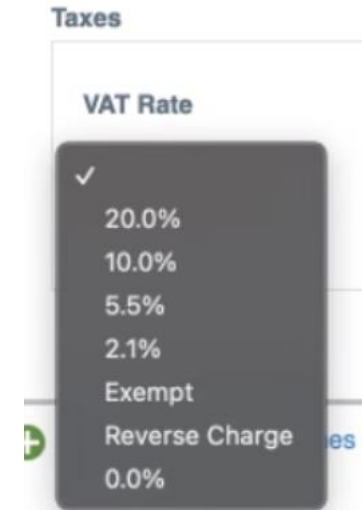 Taxes
VAT Rate
✓
20.0%
10.0%
5.5%
2.1%
Exempt
Reverse Charge
0.0%